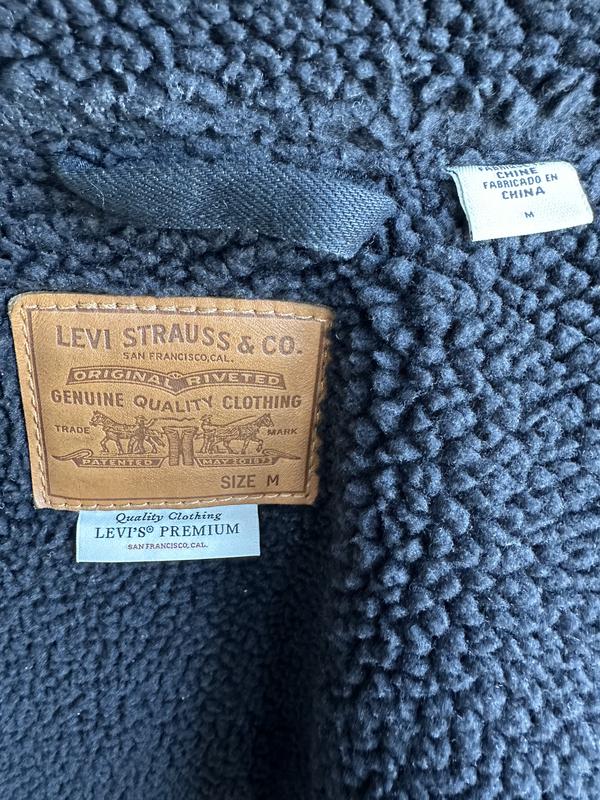 CHINE
FABRICADO EN
CHINA
M
LEVI STRAUSS & CO.
SAN FRANCISCO, CAL.
ORIGINAL RIVETED
GENUINE QUALITY CLOTHING
TRADE MARK
PATENTED MAY 20 1873
SIZE M
Quality Clothing
LEVI'S® PREMIUM
SAN FRANCISCO, CAL.